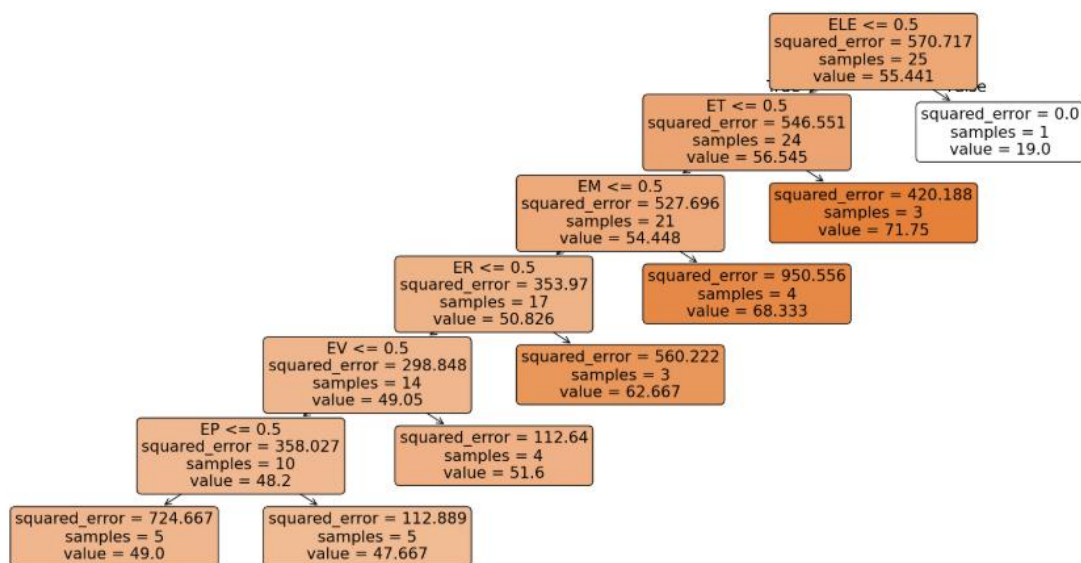 ELE <= 0.5
squared_error = 570.717
samples = 25
value = 55.441
True
False
ET <= 0.5
squared_error = 546.551
samples = 24
value = 56.545
squared_error = 0.0
samples = 1
value = 19.0
EM <= 0.5
squared_error = 527.696
samples = 21
value = 54.448
squared_error = 420.188
samples = 3
value = 71.75
ER <= 0.5
squared_error = 353.97
samples = 17
value = 50.826
squared_error = 950.556
samples = 4
value = 68.333
EV <= 0.5
squared_error = 298.848
samples = 14
value = 49.05
squared_error = 560.222
samples = 3
value = 62.667
EP <= 0.5
squared_error = 358.027
samples = 10
value = 48.2
squared_error = 112.64
samples = 4
value = 51.6
squared_error = 724.667
samples = 5
value = 49.0
squared_error = 112.889
samples = 5
value = 47.667